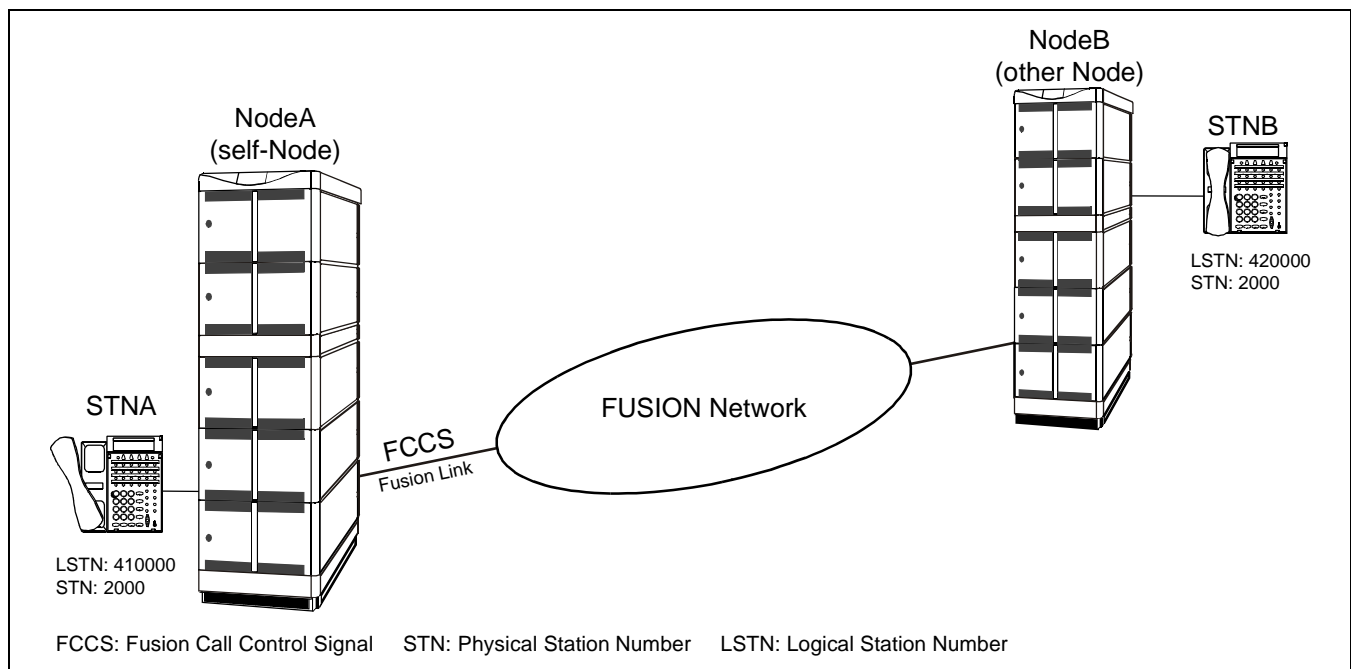 NodeB
(other Node)
NodeA
(self-Node)
STNB
LSTN: 420000
STN: 2000
STNA
FCCS
Fusion Link
FUSION Network
LSTN: 410000
STN: 2000
FCCS: Fusion Call Control Signal STN: Physical Station Number LSTN: Logical Station Number